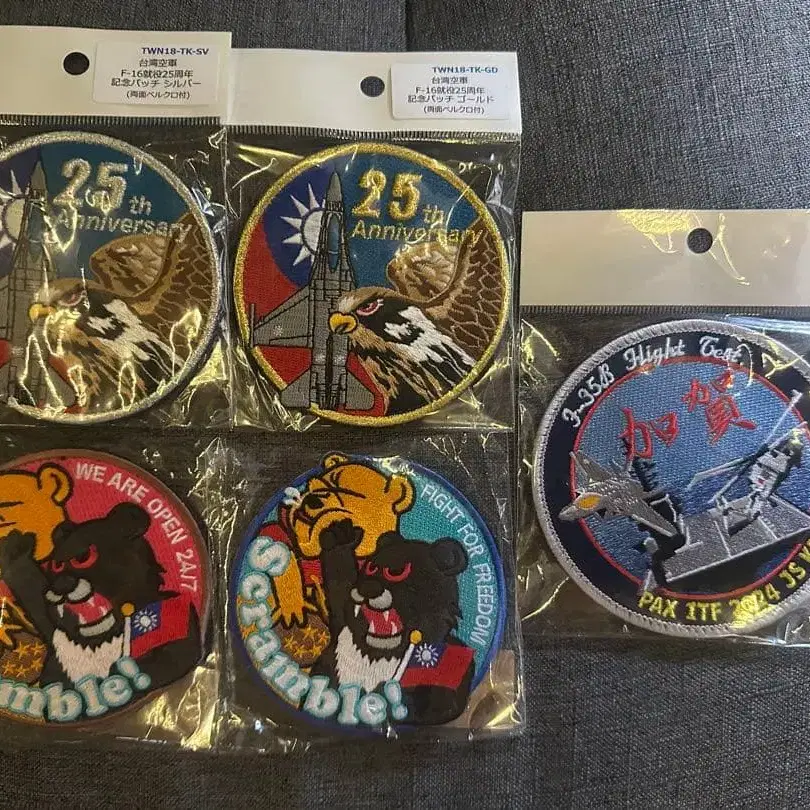 TWN18-TK-SV
台湾空軍
F-16就役25周年
記念パッチ シルバー
(両面ベルクロ付)
TWN18-TK-GD
台湾空軍
F-16就役25周年
記念パッチ ゴールド
(両面ベルクロ付)
25th
Anniversary
25th
Anniversary
F-35B Flight Test
加賀
PAX ITF 2024 JS
WE ARE OPEN 24/7
mble!
FIGHT FOR FREEDOM
Scramble!